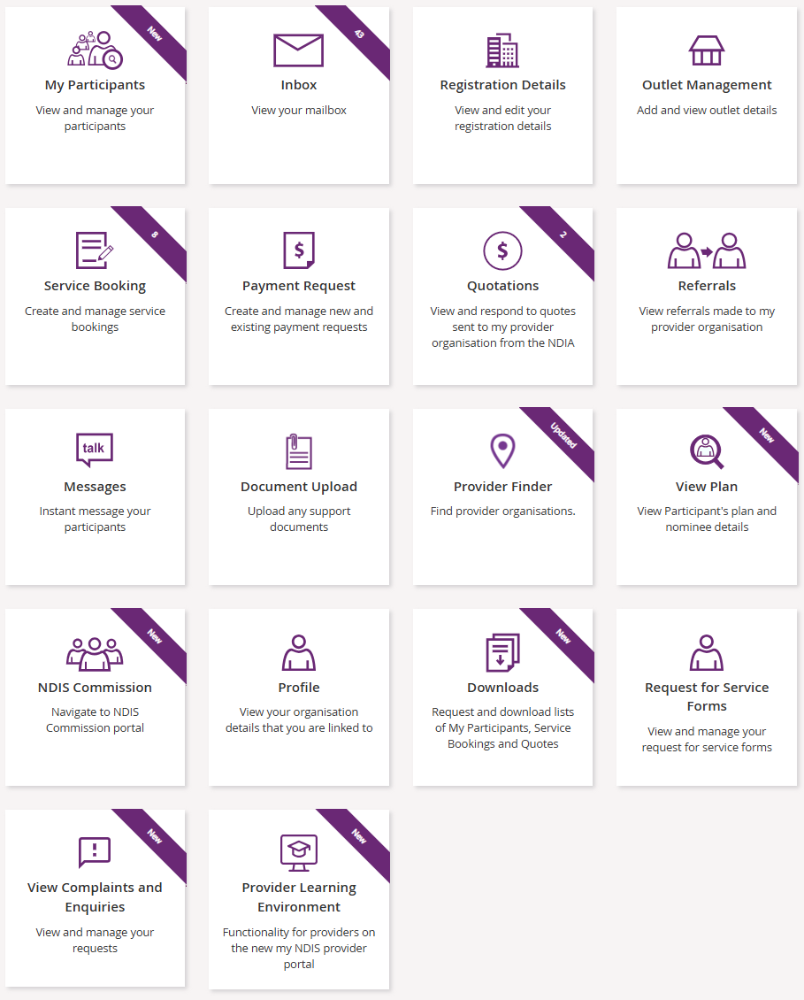 New
My Participants
View and manage your
participants
43
Inbox
View your mailbox
Registration Details
View and edit your
registration details
Outlet Management
Add and view outlet details
8
Service Booking
Create and manage service
bookings
$
Payment Request
Create and manage new and
existing payment requests
2
$
Quotations
View and respond to quotes
sent to my provider
organisation from the NDIA
Referrals
View referrals made to my
provider organisation
talk
Messages
Instant message your
participants
Document Upload
Upload any support
documents
Updated
Provider Finder
Find provider organisations.
New
View Plan
View Participant's plan and
nominee details
New
NDIS Commission
Navigate to NDIS
Commission portal
Profile
View your organisation
details that you are linked to
New
Downloads
Request and download lists
of My Participants, Service
Bookings and Quotes
Request for Service
Forms
View and manage your
request for service forms
New
!
View Complaints and
Enquiries
View and manage your
requests
New
Provider Learning
Environment
Functionality for providers on
the new my NDIS provider
portal